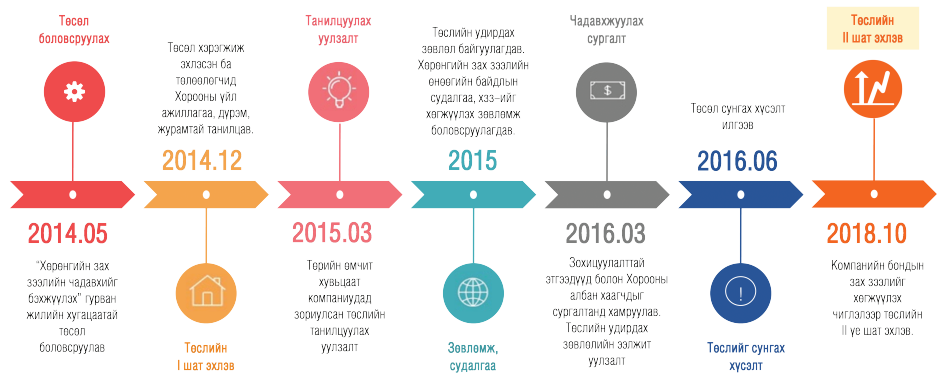 Төсөл
боловсруулах
2014.05
"Хөрөнгийн зах
зээлийн чадавхийг
бэхжүүлэх" гурван
жилийн хугацаатай
төсөл
боловсруулав
Төсөл хэрэгжиж
эхлэсэн ба
төлөөлөгчид
Хорооны үйл
ажиллагаа, дүрэм,
журамтай танилцав.
2014.12
Төслийн
I шат эхлэв
Танилцуулах
уулзалт
2015.03
Төрийн өмчит
хувьцаат
компаниудад
зориулсан төслийн
танилцуулах
уулзалт
Төслийн удирдах
зөвлөл байгуулагдав.
Хөрөнгийн зах зээлийн
өнөөгийн байдлын
судалгаа, хзз-ийг
хөгжүүлэх зөвлөмж
боловсруулагдав.
2015
Зөвлөмж,
судалгаа
Чадавхжуулах
сургалт
2016.03
Зохицуулалттай
этгээдүүд болон Хорооны
албан хаагчдыг
сургалтанд хамруулав.
Төслийн удирдах
зөвлөлийн ээлжит
уулзалт
Төсөл сунгах хүсэлт
илгээв
2016.06
Төслийг сунгах
хүсэлт
Төслийн
II шат эхлэв
2018.10
Компанийн бондын
зах зээлийг
хөгжүүлэх
чиглэлээр төслийн
II үе шат эхлэв.